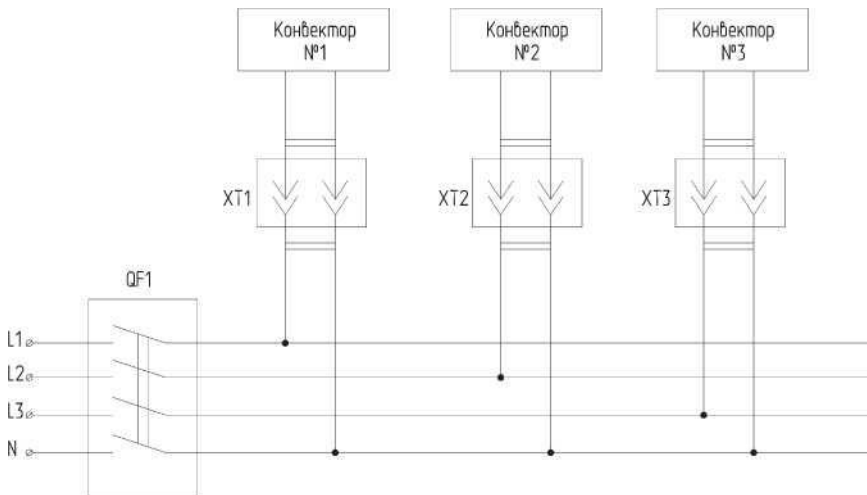 Конвектор
№1
Конвектор
№2
Конвектор
№3
XT1
XT2
XT3
QF1
L1
L2
L3
N